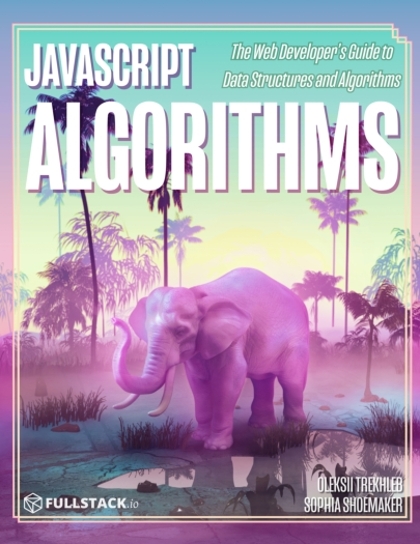 JAVASCRIPT
The Web Developer's Guide to
Data Structures and Algorithms
ALGORITHMS
OLEKSII TREKHLEB
SOPHIA SHOEMAKER
FULLSTACK.io